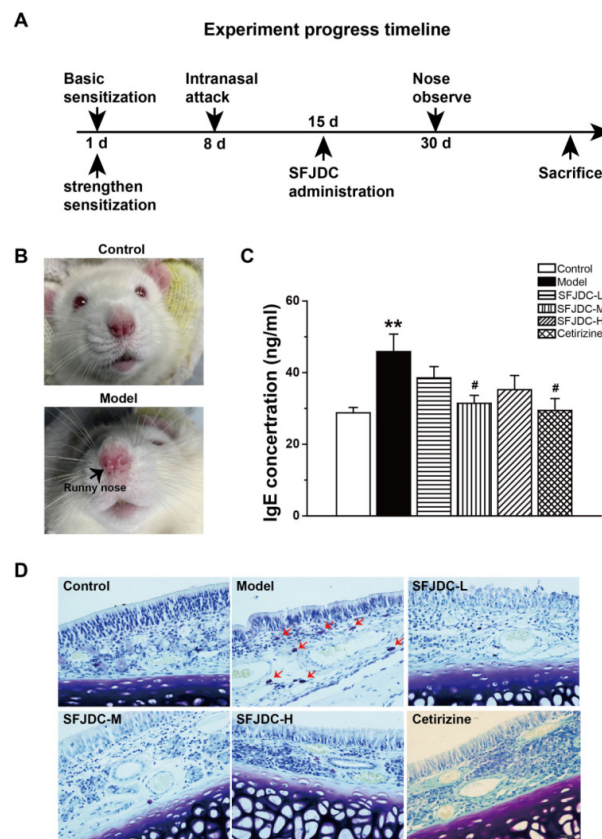 A
Experiment progress timeline
Basic
sensitization
Intranasal
attack
Nose
observe
15 d
1 d
8 d
30 d
strengthen
sensitization
SFJDC
administration
Sacrifice
B
Control
Model
Runny nose
C
Control
Model
SFJDC-L
SFJDC-M
SFJDC-H
Cetirizine
IgE concertration (ng/ml)
60
40
20
0
**
#
#
D
Control
Model
SFJDC-L
SFJDC-M
SFJDC-H
Cetirizine